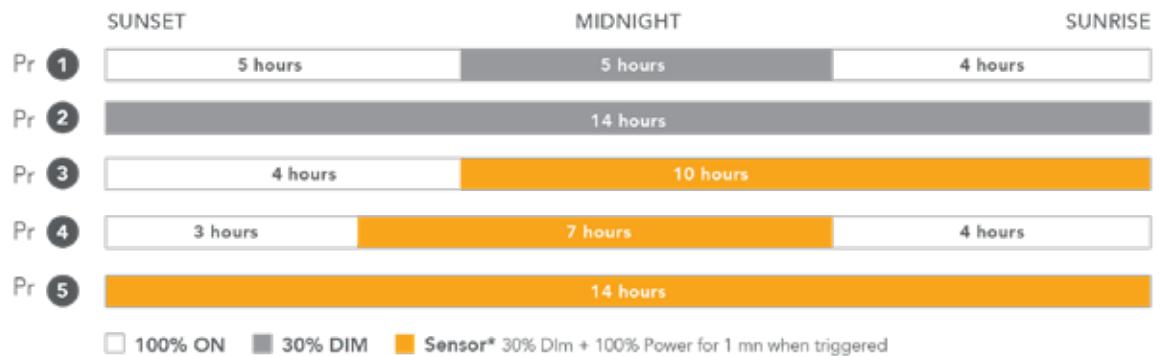 SUNSET MIDNIGHT SUNRISE
Pr 1 5 hours 5 hours 4 hours
Pr 2 14 hours
Pr 3 4 hours 10 hours
Pr 4 3 hours 7 hours 4 hours
Pr 5 14 hours
100% ON 30% DIM Sensor* 30% DIm + 100% Power for 1 mn when triggered